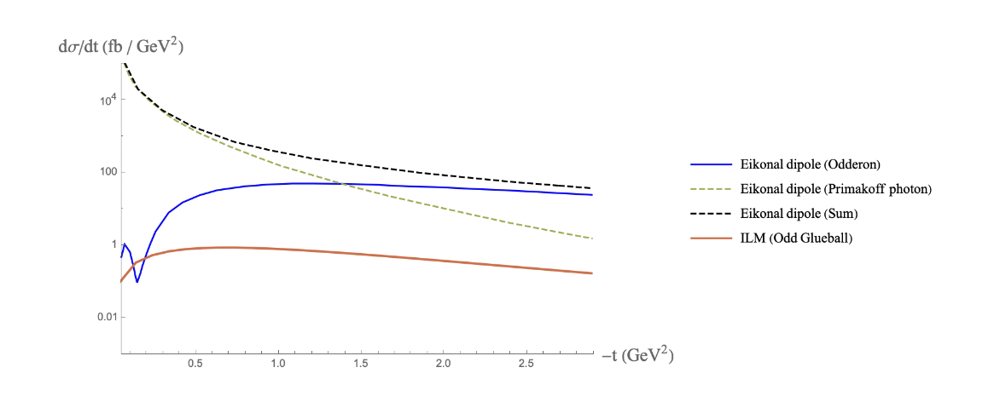 dσ/dt (fb / GeV²)
10⁴
100
1
0.01
0.5 1.0 1.5 2.0 2.5
−t (GeV²)
Eikonal dipole (Odderon)
Eikonal dipole (Primakoff photon)
Eikonal dipole (Sum)
ILM (Odd Glueball)